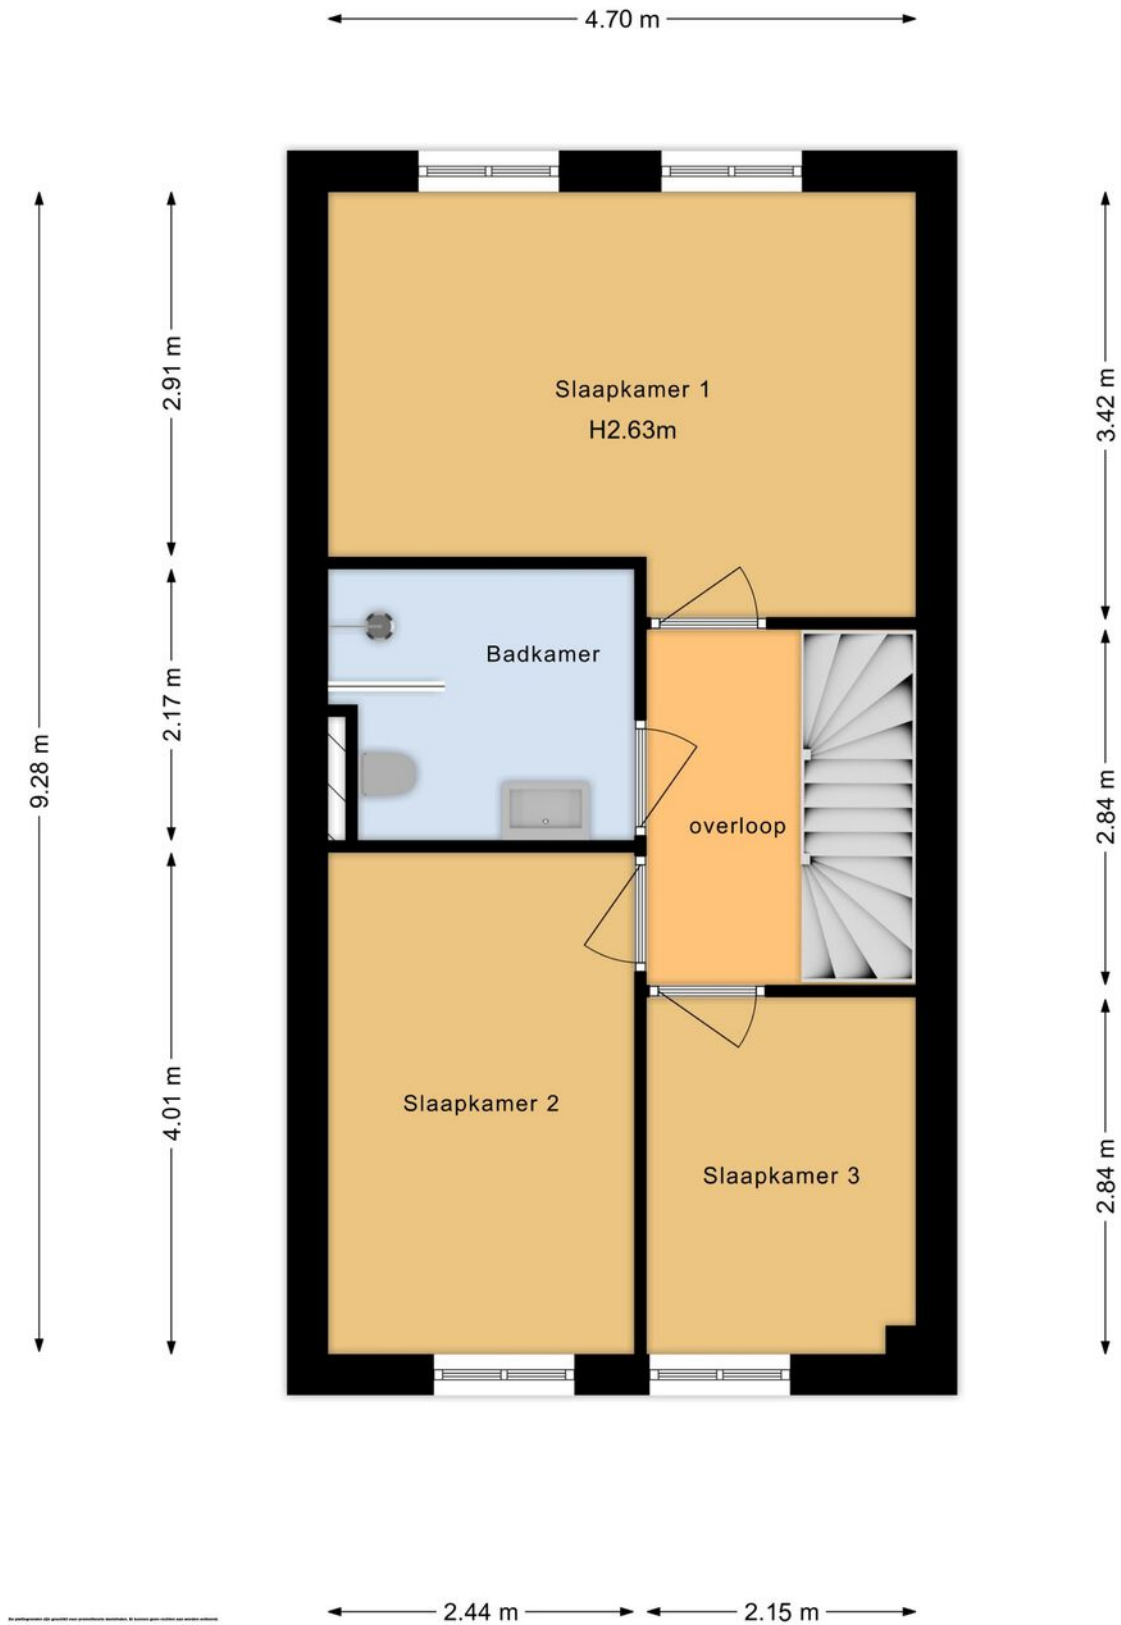 4.70 m
2.91 m
3.42 m
Slaapkamer 1
H2.63m
Badkamer
2.17 m
9.28 m
overloop
2.84 m
4.01 m
Slaapkamer 2
Slaapkamer 3
2.84 m
2.44 m
2.15 m